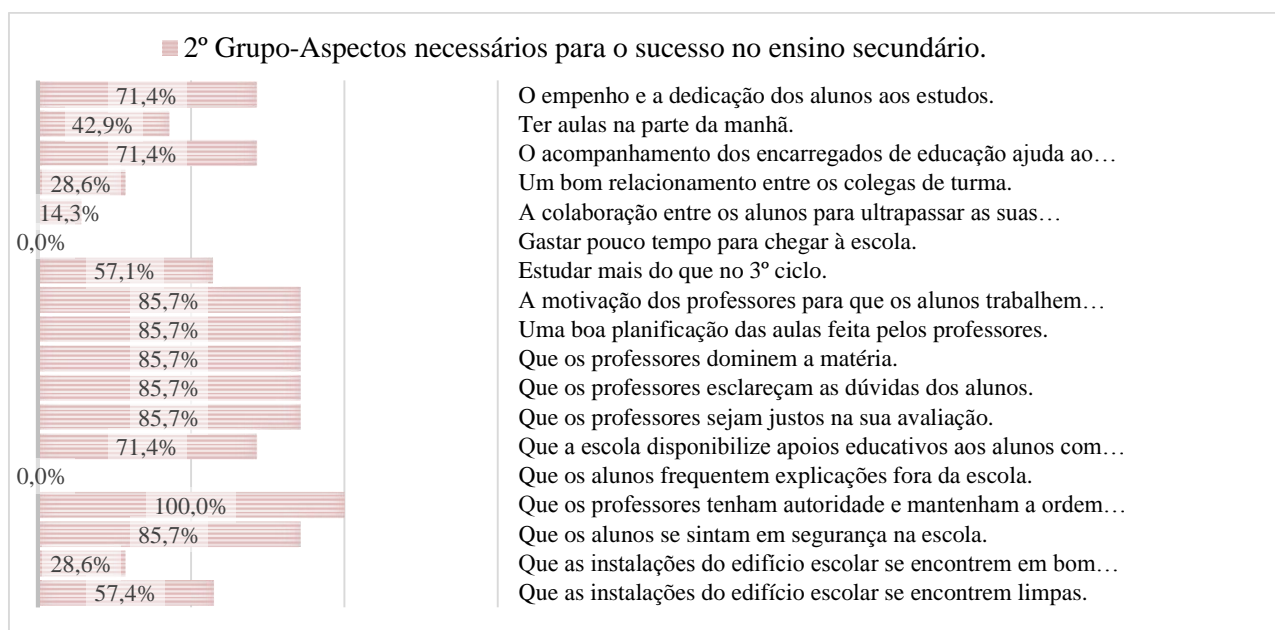 2º Grupo-Aspectos necessários para o sucesso no ensino secundário.
71,4% O empenho e a dedicação dos alunos aos estudos.
42,9% Ter aulas na parte da manhã.
71,4% O acompanhamento dos encarregados de educação ajuda ao…
28,6% Um bom relacionamento entre os colegas de turma.
14,3% A colaboração entre os alunos para ultrapassar as suas…
0,0% Gastar pouco tempo para chegar à escola.
57,1% Estudar mais do que no 3º ciclo.
85,7% A motivação dos professores para que os alunos trabalhem…
85,7% Uma boa planificação das aulas feita pelos professores.
85,7% Que os professores dominem a matéria.
85,7% Que os professores esclareçam as dúvidas dos alunos.
85,7% Que os professores sejam justos na sua avaliação.
71,4% Que a escola disponibilize apoios educativos aos alunos com…
0,0% Que os alunos frequentem explicações fora da escola.
100,0% Que os professores tenham autoridade e mantenham a ordem…
85,7% Que os alunos se sintam em segurança na escola.
28,6% Que as instalações do edifício escolar se encontrem em bom…
57,4% Que as instalações do edifício escolar se encontrem limpas.